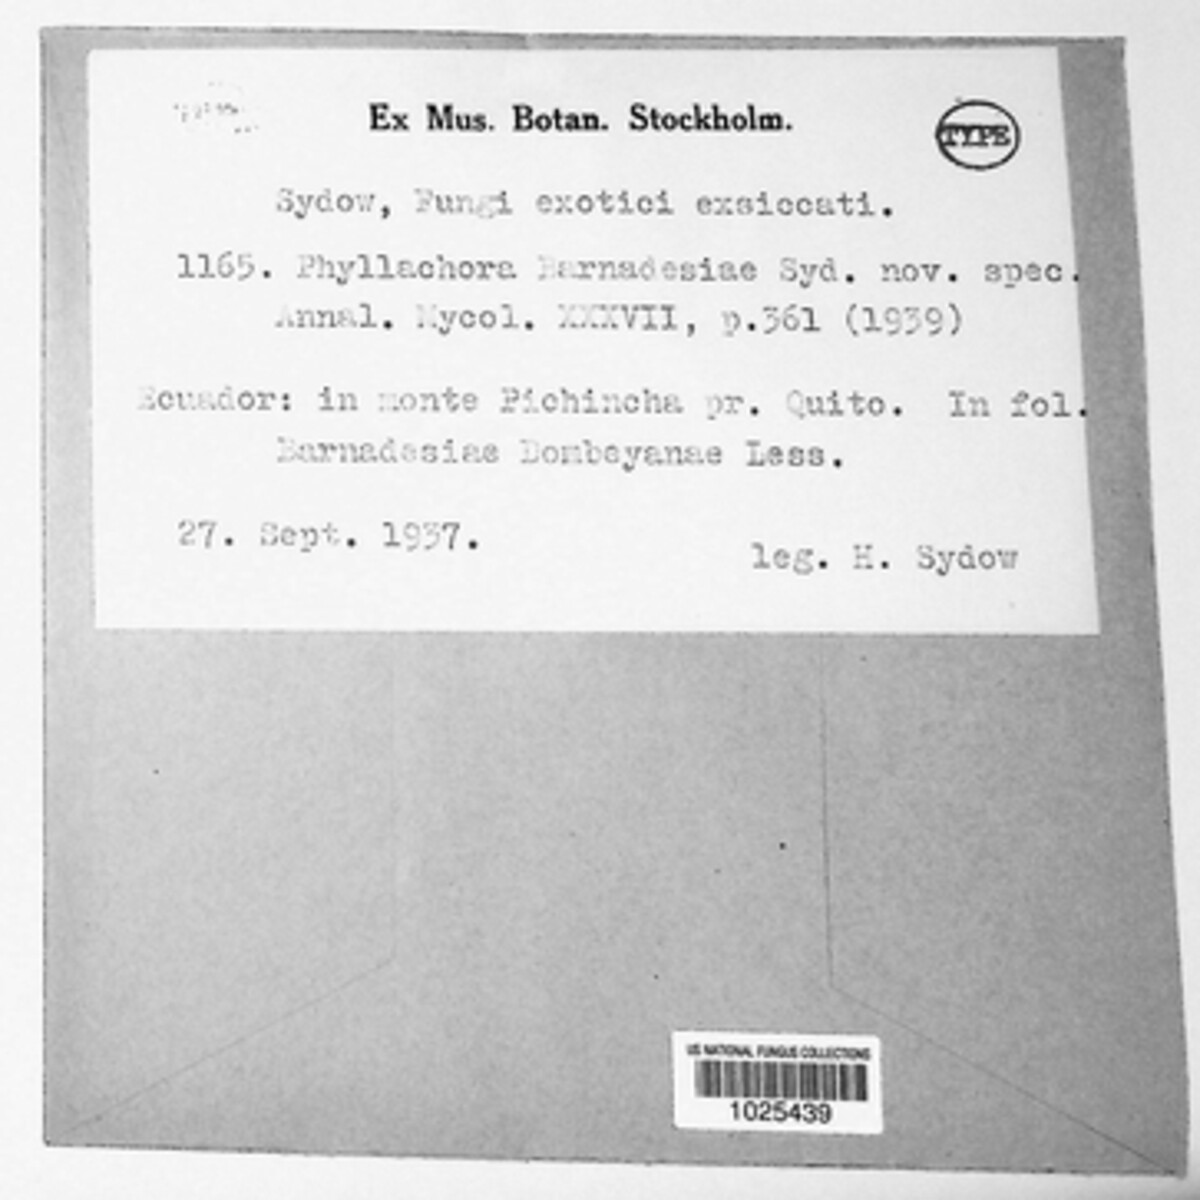 Ex Mus. Botan. Stockholm.
TYPE
Sydow, Fungi exotici exsiccati.
1165. Phyllachora Barnadesiae Syd. nov. spec.
Annal. Mycol. XXXVII, p.361 (1939)
Ecuador: in monte Pichincha pr. Quito. In fol.
Barnadesiae Dombeyanae Less.
27. Sept. 1937.
leg. H. Sydow
US NATIONAL FUNGUS COLLECTIONS
1025439